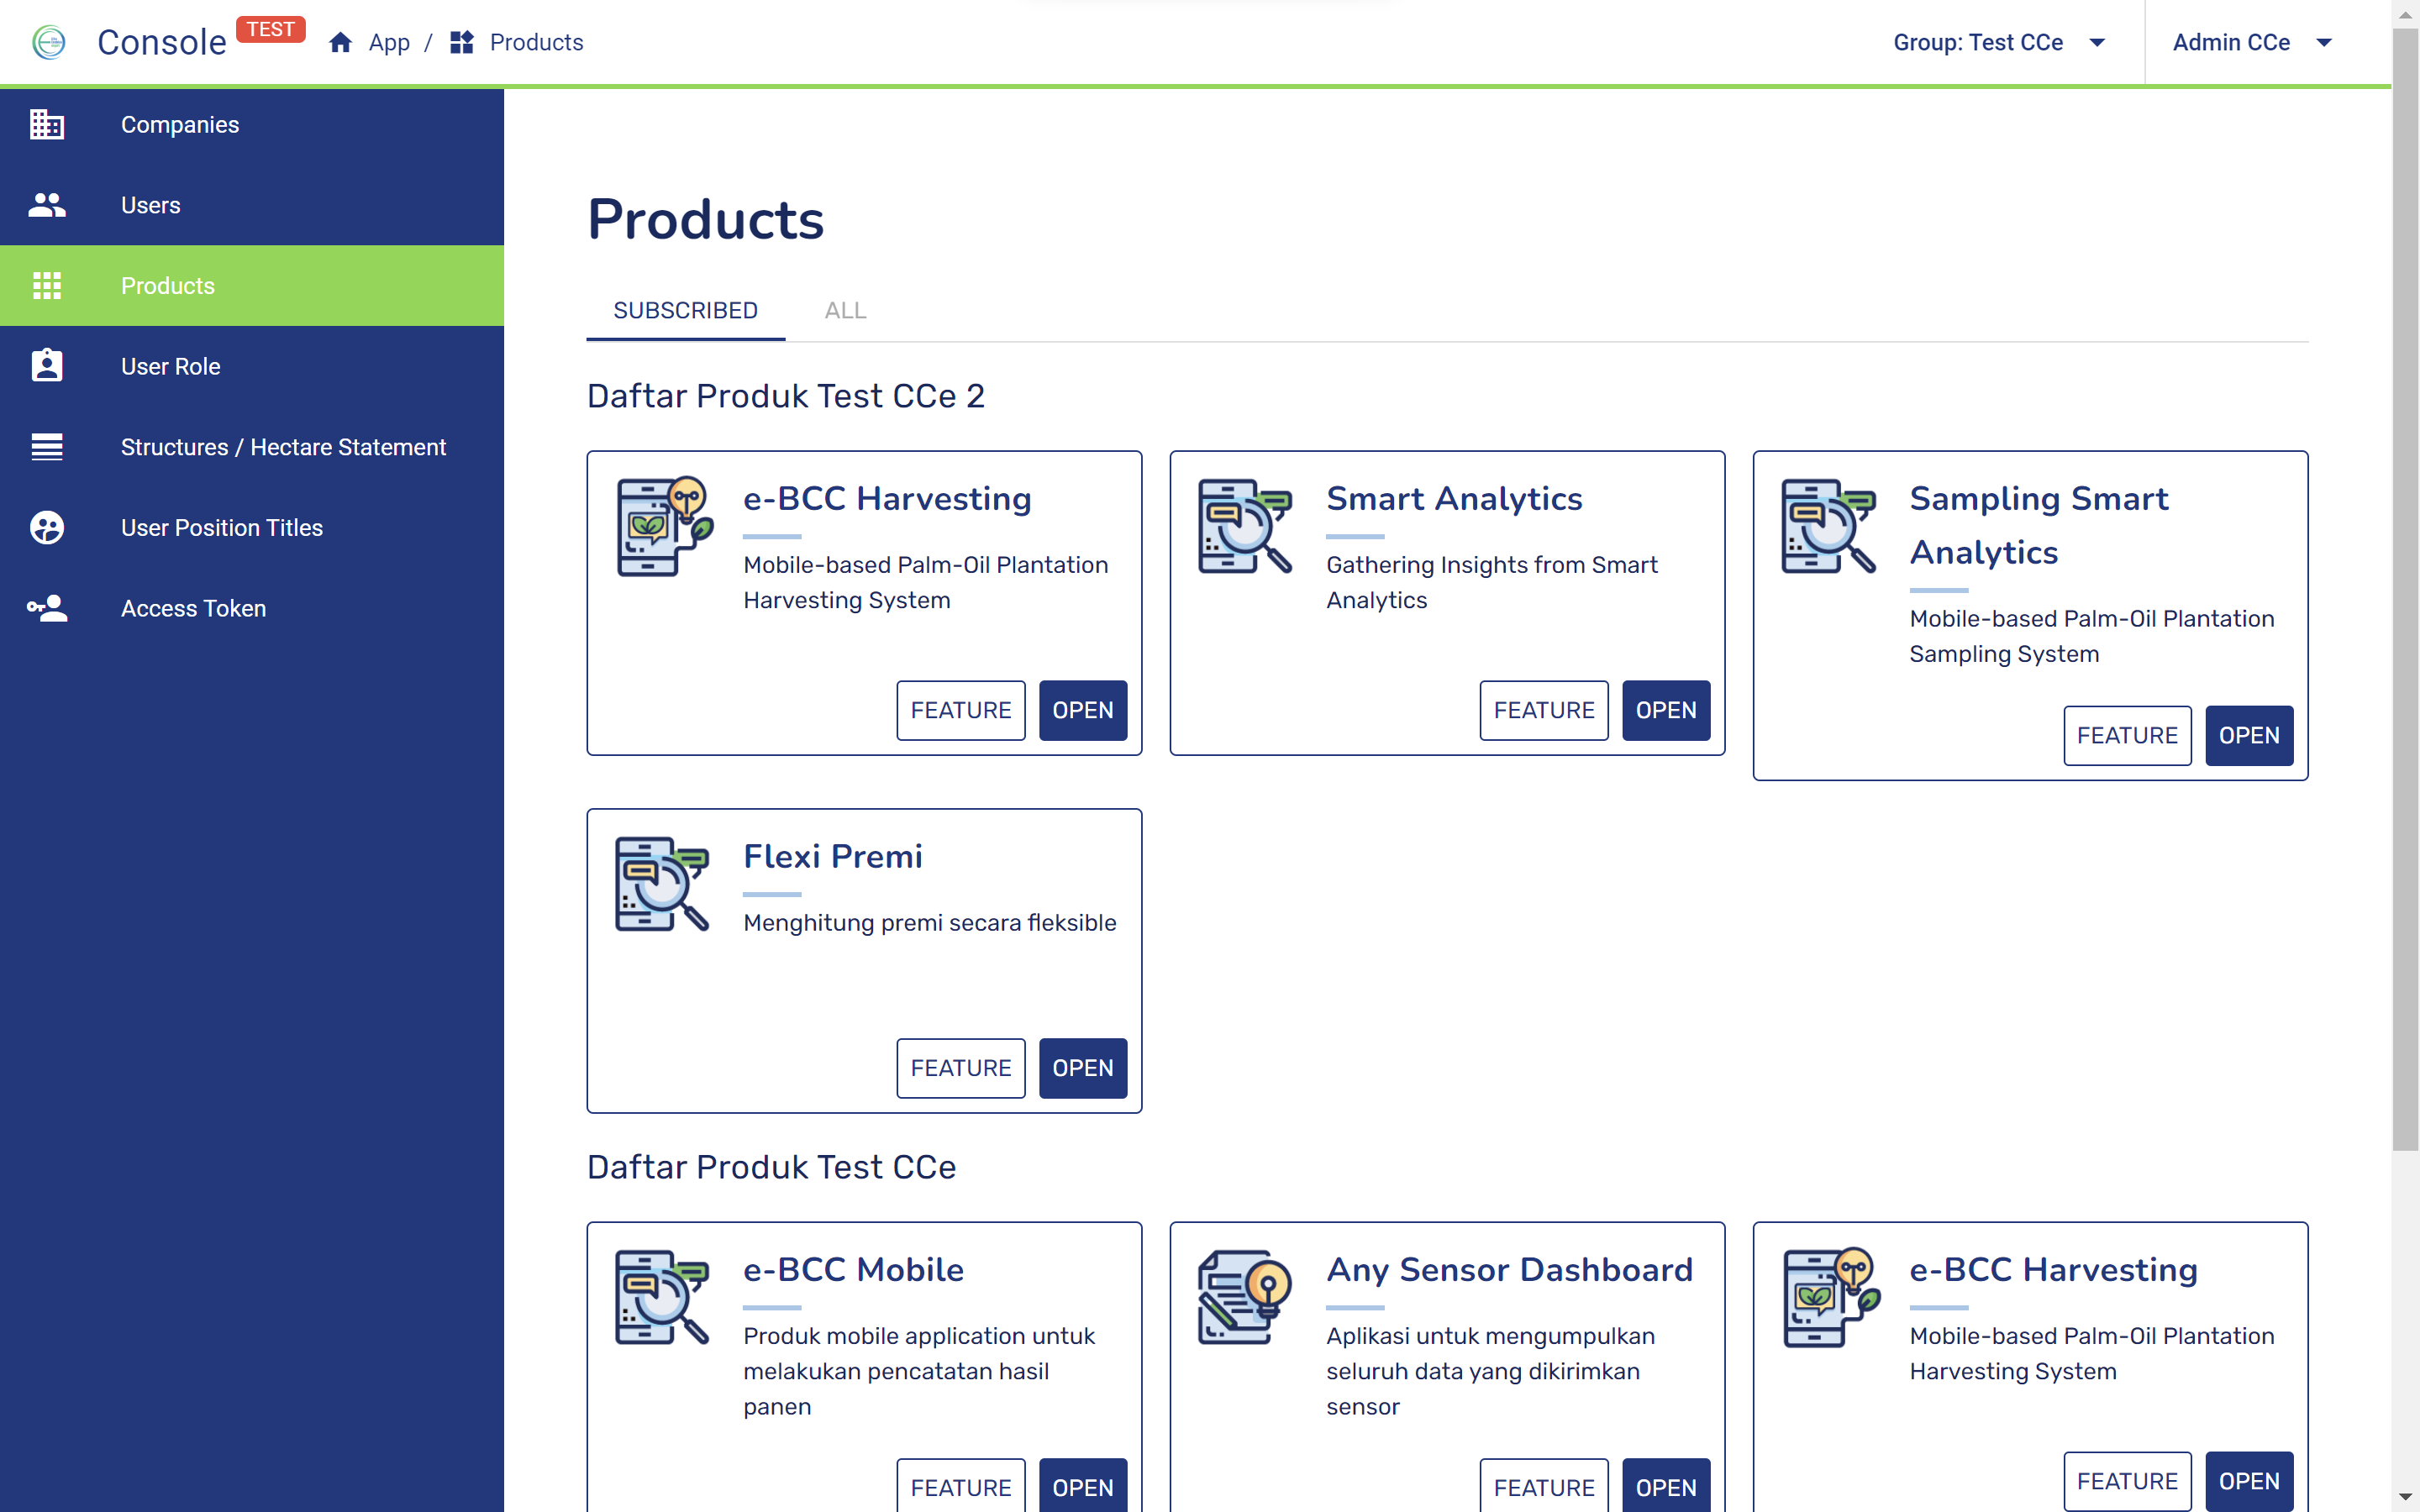 Console TEST App / Products Group: Test CCe Admin CCe
Companies
Users
Products
User Role
Structures / Hectare Statement
User Position Titles
Access Token
Products
SUBSCRIBED ALL
Daftar Produk Test CCe 2
e-BCC Harvesting
Mobile-based Palm-Oil Plantation
Harvesting System
FEATURE OPEN
Smart Analytics
Gathering Insights from Smart
Analytics
FEATURE OPEN
Sampling Smart
Analytics
Mobile-based Palm-Oil Plantation
Sampling System
FEATURE OPEN
Flexi Premi
Menghitung premi secara fleksible
FEATURE OPEN
Daftar Produk Test CCe
e-BCC Mobile
Produk mobile application untuk
melakukan pencatatan hasil
panen
FEATURE OPEN
Any Sensor Dashboard
Aplikasi untuk mengumpulkan
seluruh data yang dikirimkan
sensor
FEATURE OPEN
e-BCC Harvesting
Mobile-based Palm-Oil Plantation
Harvesting System
FEATURE OPEN